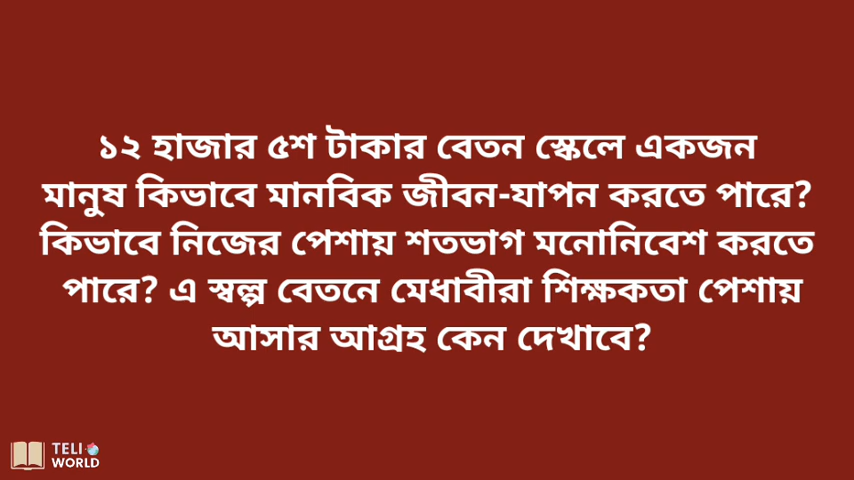 ১২ হাজার ৫শ টাকার বেতন স্কেলে একজন
মানুষ কিভাবে মানবিক জীবন-যাপন করতে পারে?
কিভাবে নিজের পেশায় শতভাগ মনোনিবেশ করতে
পারে? এ স্বল্প বেতনে মেধাবীরা শিক্ষকতা পেশায়
আসার আগ্রহ কেন দেখাবে?
TELI
WORLD